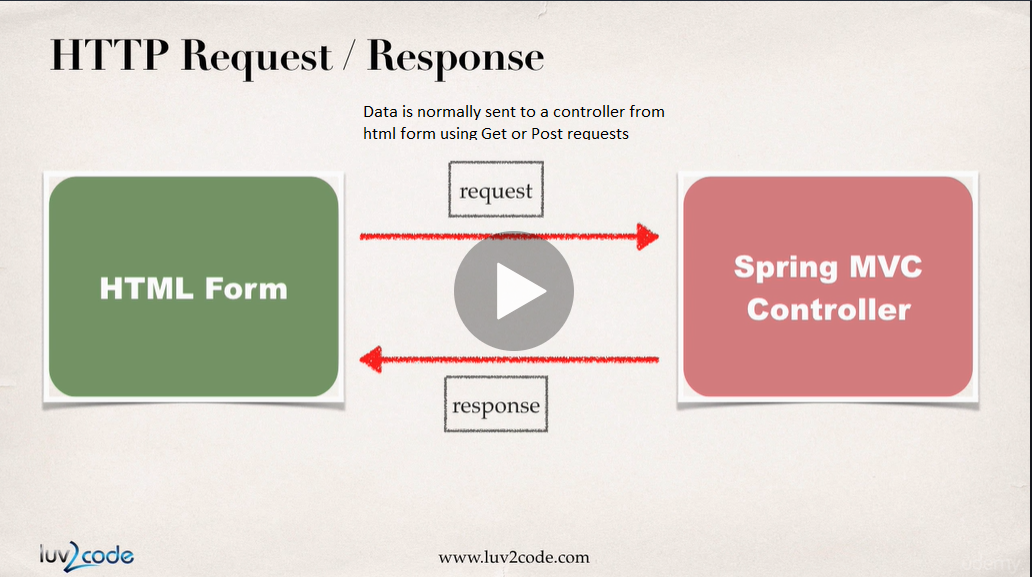 HTTP Request / Response
Data is normally sent to a controller from
html form using Get or Post requests
request
HTML Form
Spring MVC
Controller
response
luv2code
www.luv2code.com
udemy